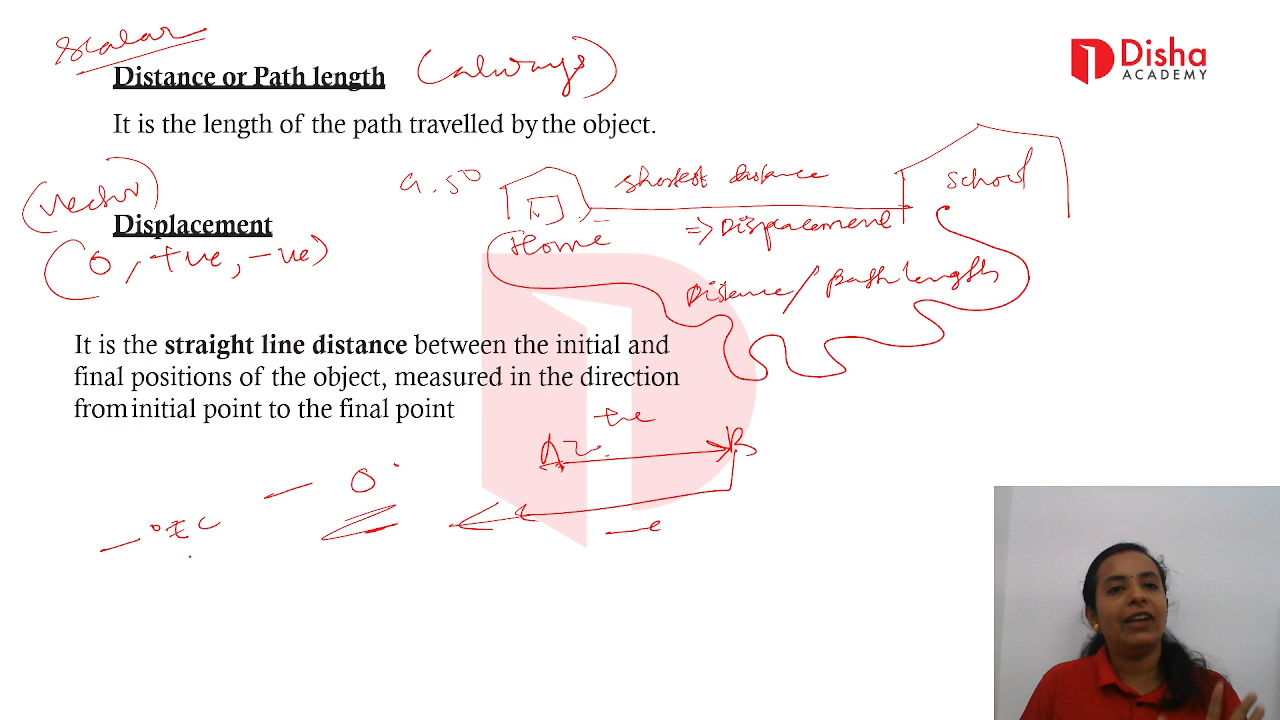 Scalar
Distance or Path length (always)
Disha
ACADEMY
It is the length of the path travelled by the object.
(vector)
9.50
shortest distance
School
Displacement
⇒ Displacement
Home
(0, +ve, -ve)
Distance/Path length
It is the straight line distance between the initial and
final positions of the object, measured in the direction
from initial point to the final point
+ve
A
B
- 0
-ve